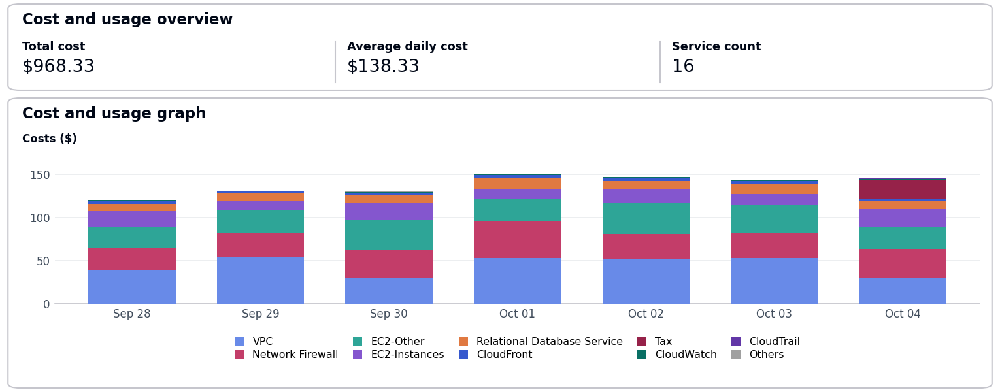 Cost and usage overview
Total cost
$968.33
Average daily cost
$138.33
Service count
16
Cost and usage graph
Costs ($)
150
100
50
0
Sep 28 Sep 29 Sep 30 Oct 01 Oct 02 Oct 03 Oct 04
VPC EC2-Other Relational Database Service Tax CloudTrail
Network Firewall EC2-Instances CloudFront CloudWatch Others